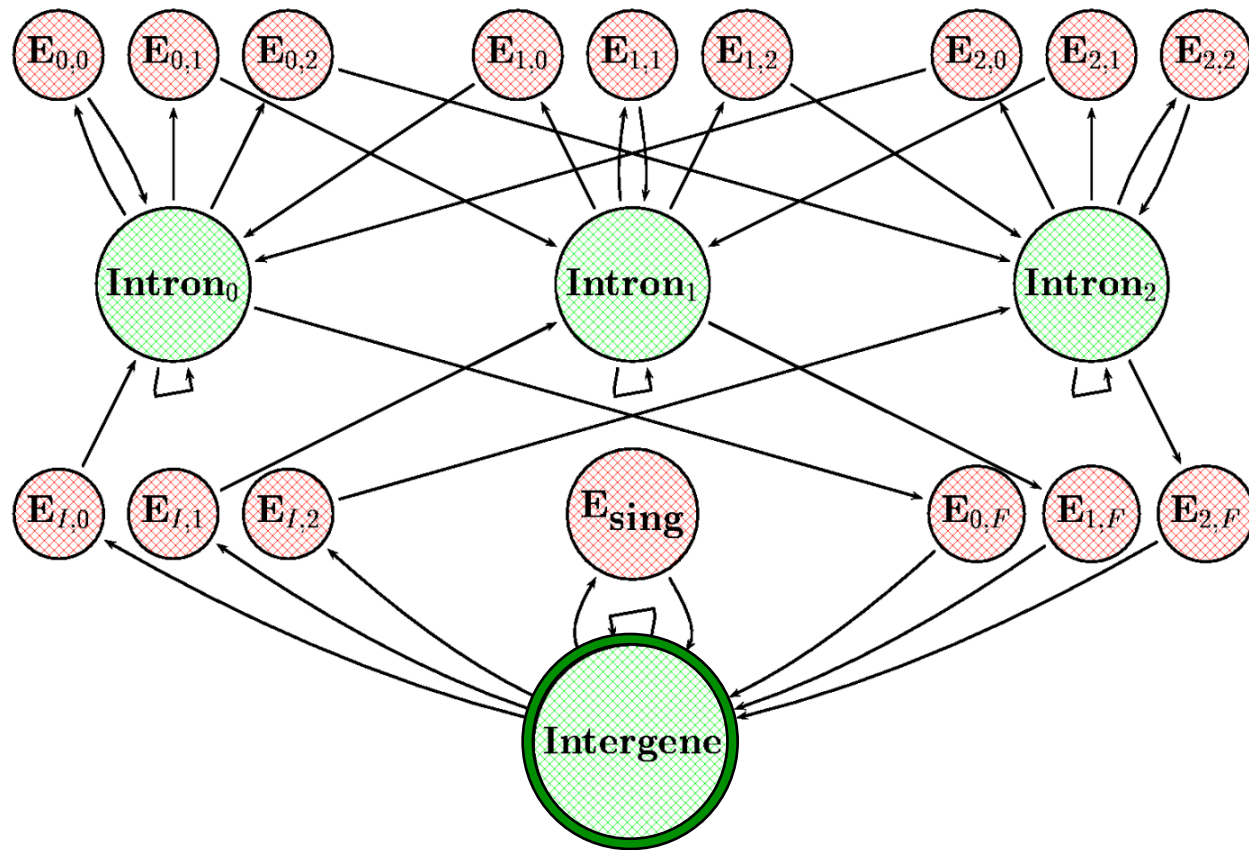 E0,0 E0,1 E0,2 E1,0 E1,1 E1,2 E2,0 E2,1 E2,2
Intron0 Intron1 Intron2
EI,0 EI,1 EI,2 Esing E0,F E1,F E2,F
Intergene